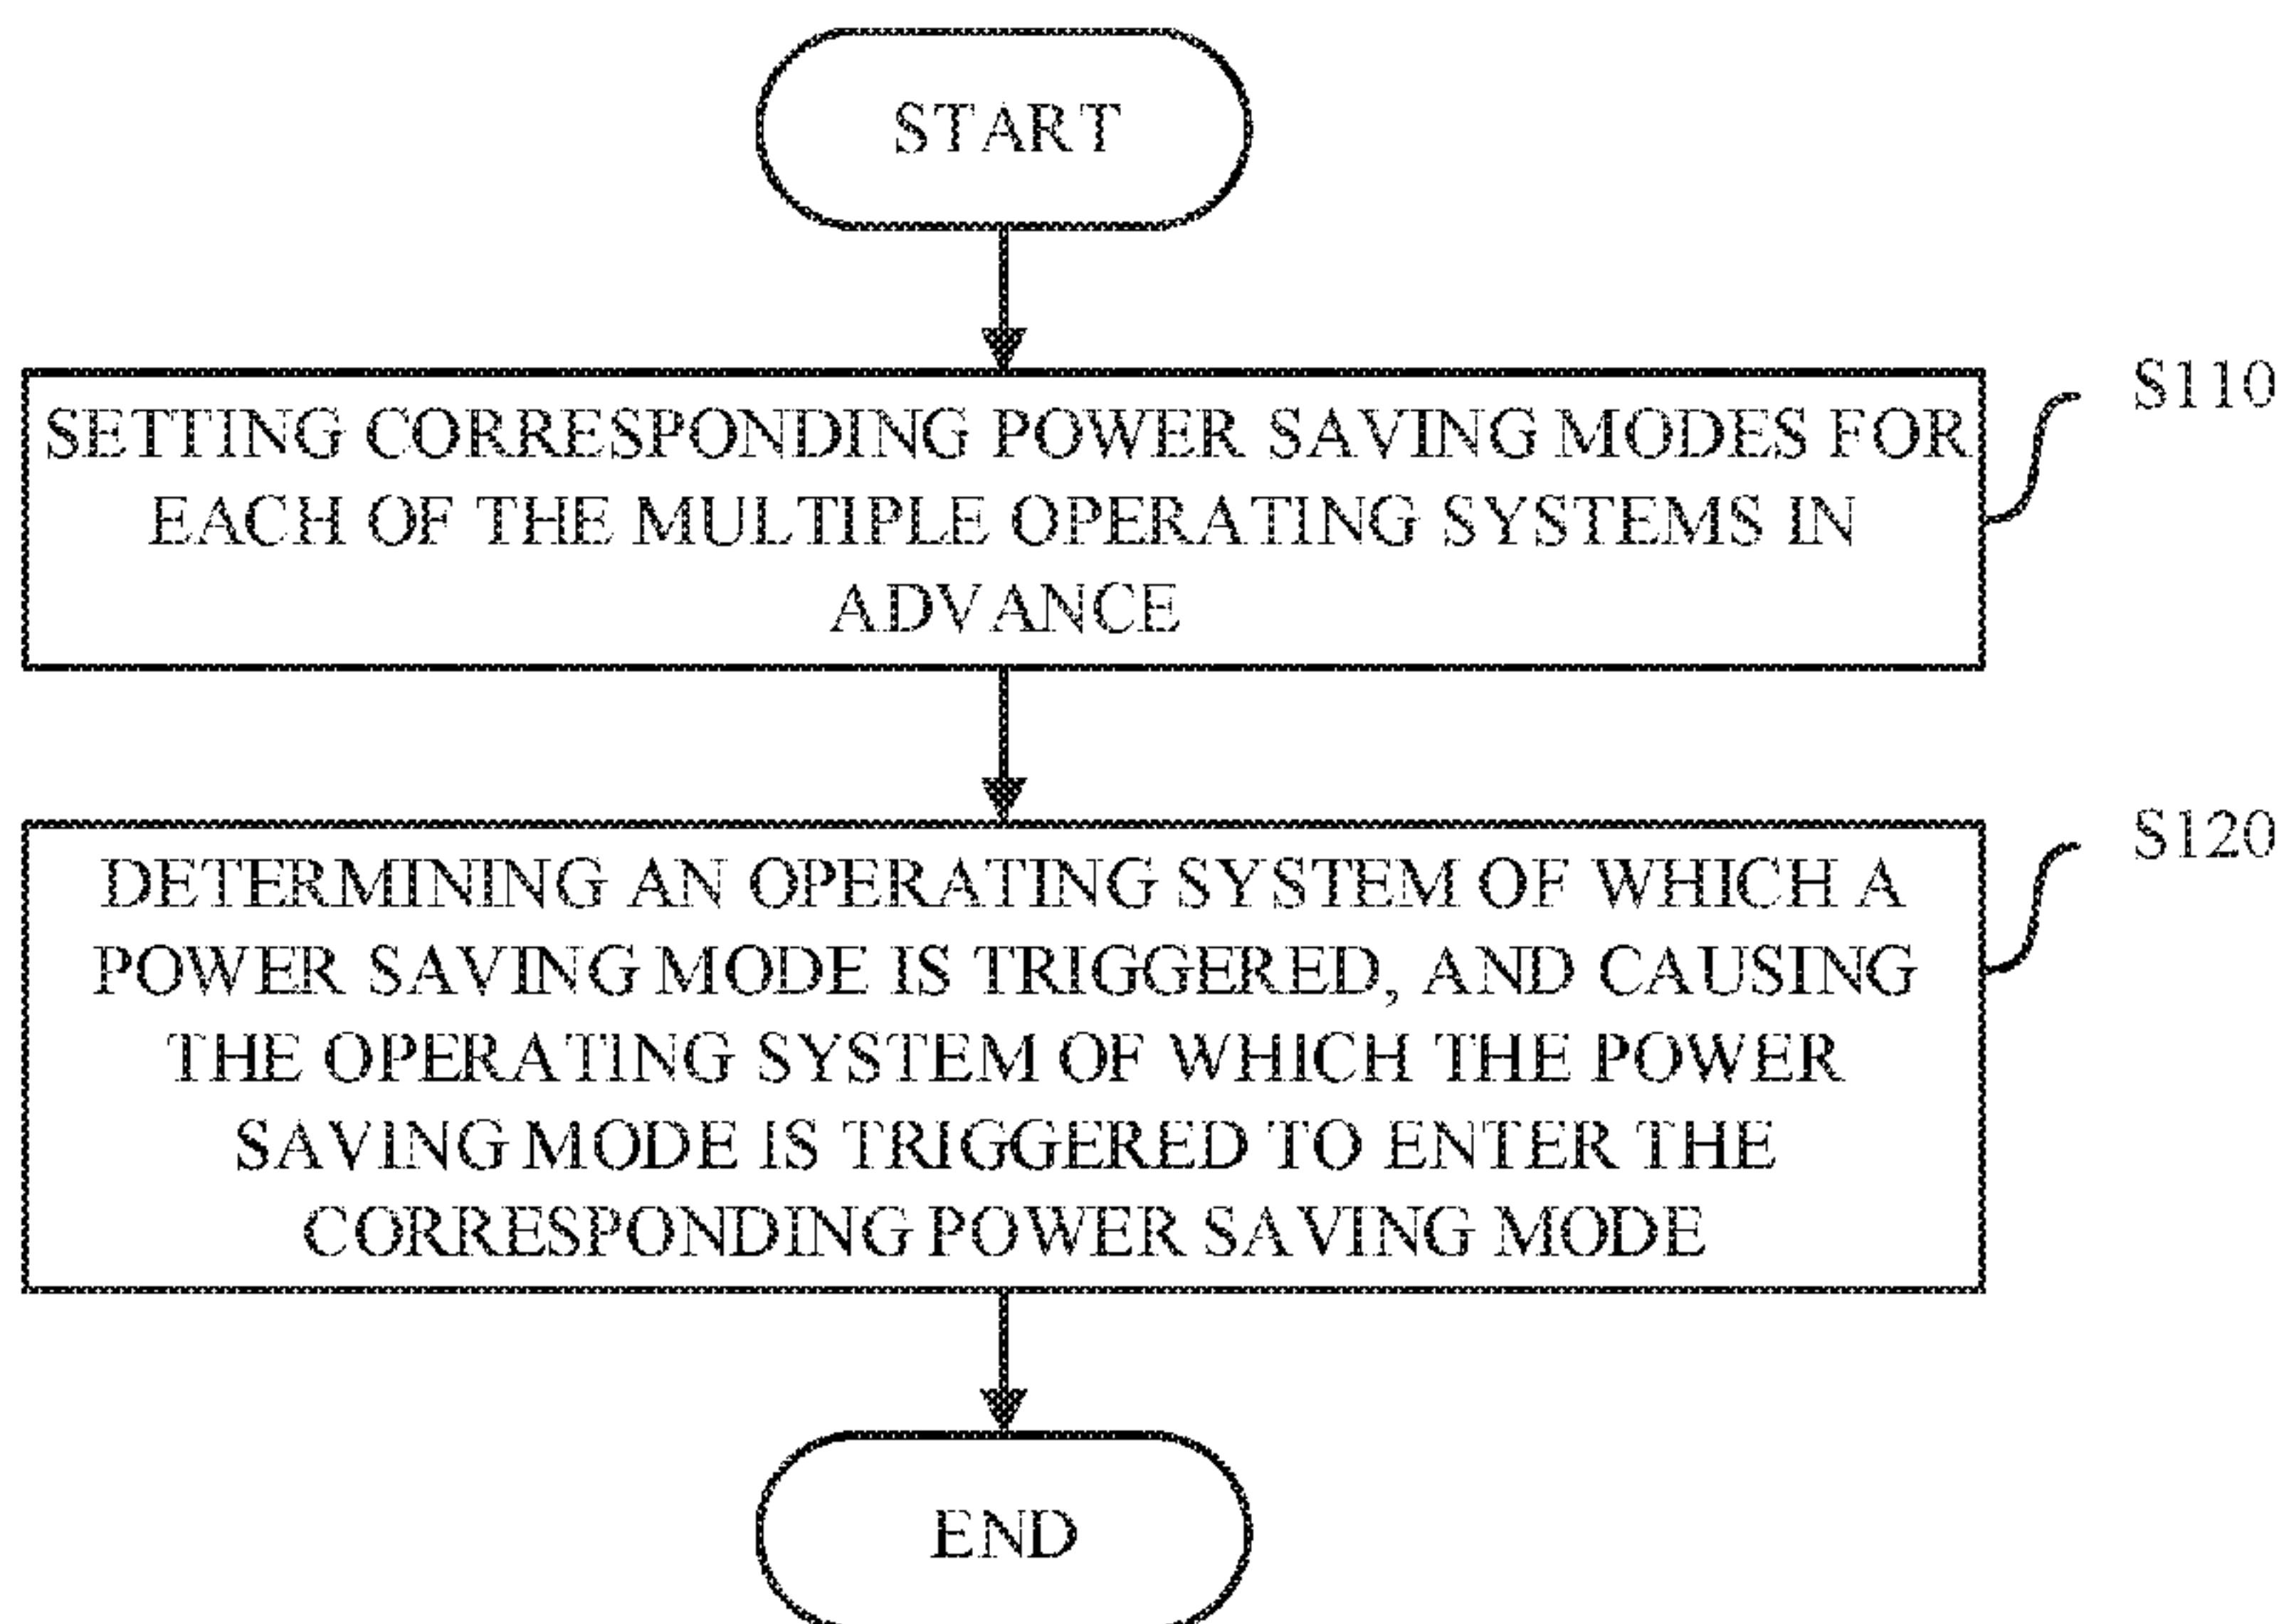 START
S110
SETTING CORRESPONDING POWER SAVING MODES FOR
EACH OF THE MULTIPLE OPERATING SYSTEMS IN
ADVANCE
S120
DETERMINING AN OPERATING SYSTEM OF WHICH A
POWER SAVING MODE IS TRIGGERED, AND CAUSING
THE OPERATING SYSTEM OF WHICH THE POWER
SAVING MODE IS TRIGGERED TO ENTER THE
CORRESPONDING POWER SAVING MODE
END